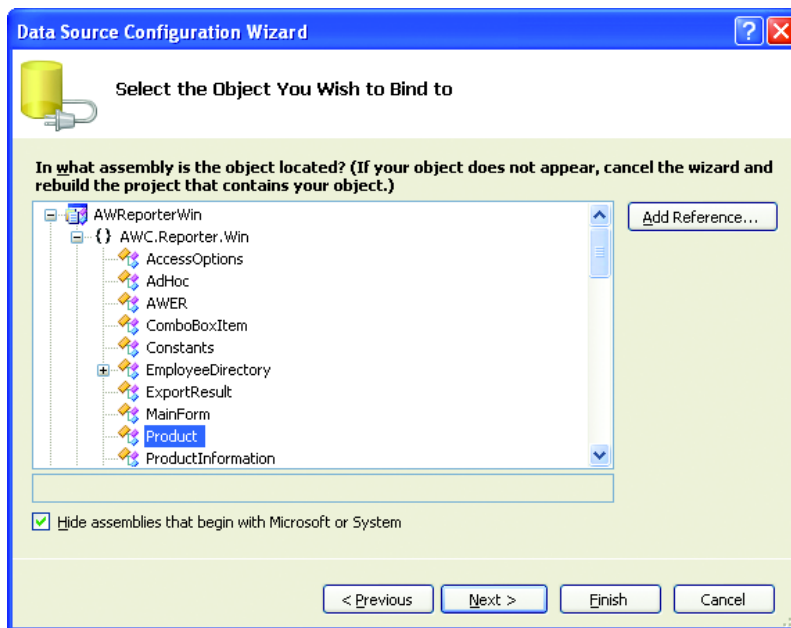 Data Source Configuration Wizard
Select the Object You Wish to Bind to
In what assembly is the object located? (If your object does not appear, cancel the wizard and
rebuild the project that contains your object.)
AWReporterWin
Add Reference...
{} AWC.Reporter.Win
AccessOptions
AdHoc
AWER
ComboBoxItem
Constants
EmployeeDirectory
ExportResult
MainForm
Product
ProductInformation
Hide assemblies that begin with Microsoft or System
< Previous
Next >
Finish
Cancel